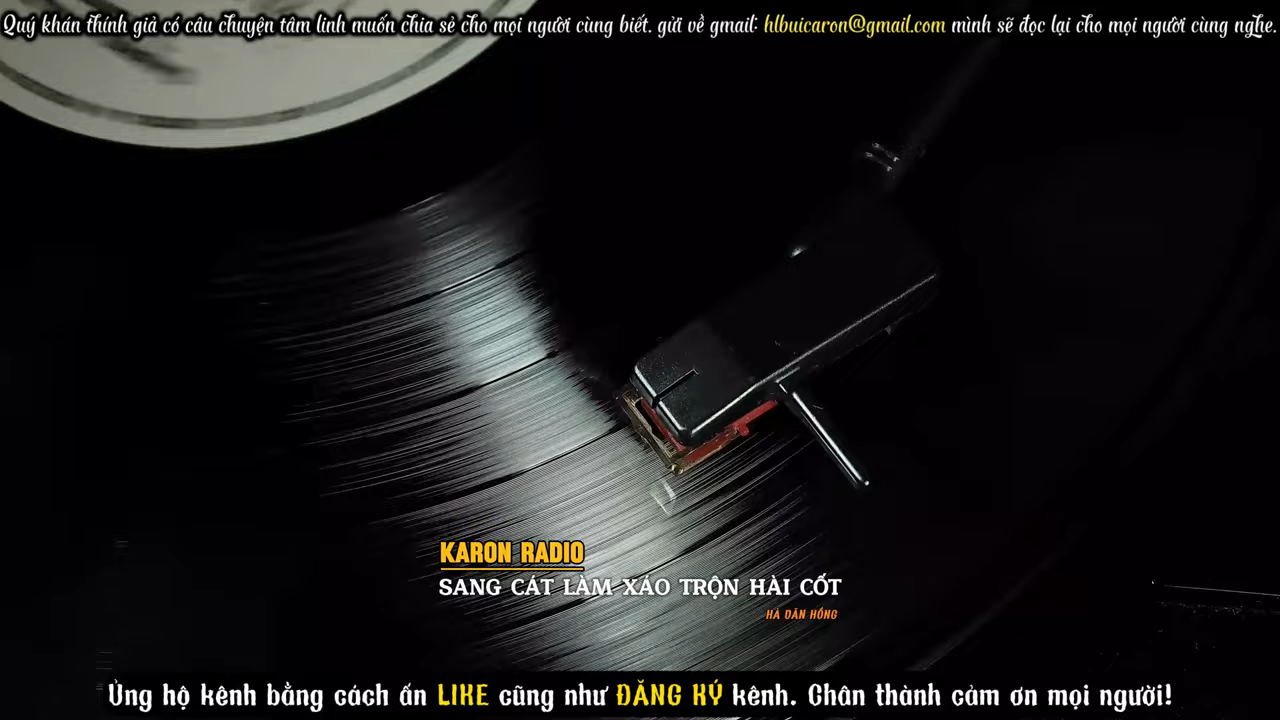 Quý khán thính giả có câu chuyện tâm linh muốn chia sẻ cho mọi người cùng biết. gửi về gmail: hlbuicaron@gmail.com mình sẽ đọc lại cho mọi người cùng nghe.
KARON RADIO
SANG CÁT LÀM XÁO TRỘN HÀI CỐT
HÀ VĂN HỒNG
Ủng hộ kênh bằng cách ấn LIKE cũng như ĐĂNG KÝ kênh. Chân thành cảm ơn mọi người!